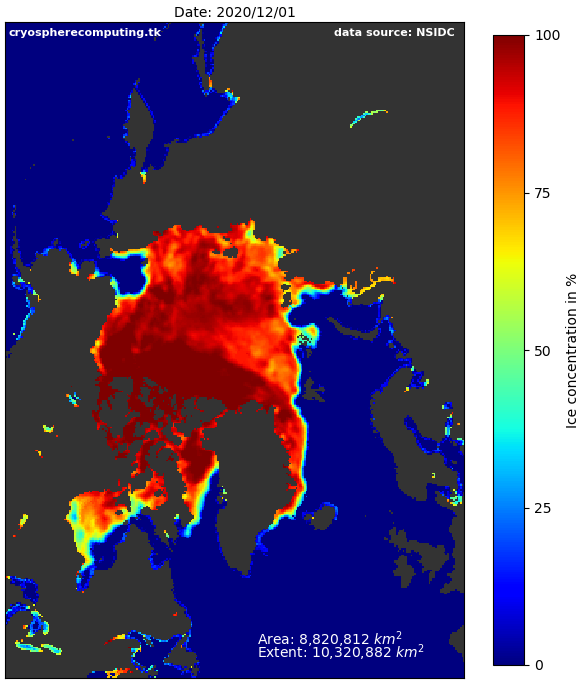 Date: 2020/12/01
cryospherecomputing.tk
data source: NSIDC
100
75
50
25
0
Ice concentration in %
Area: 8,820,812 km²
Extent: 10,320,882 km²